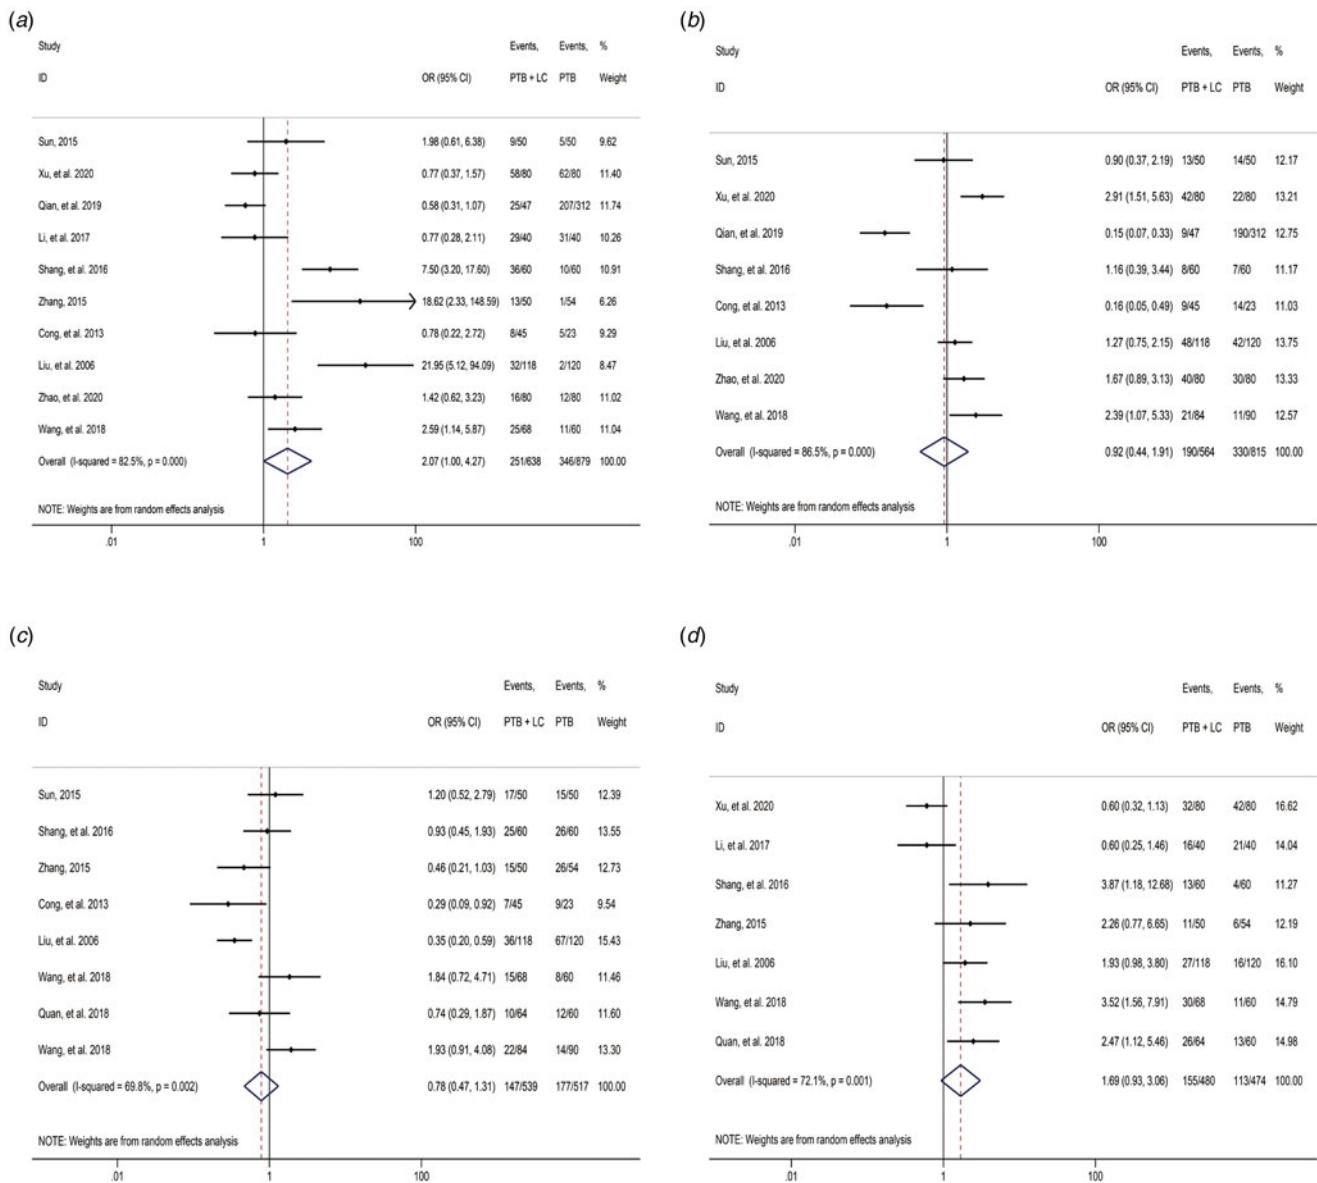 (a)
Study Events, Events, %
ID OR (95% CI) PTB + LC PTB Weight
Sun, 2015 1.98 (0.61, 6.38) 9/50 5/50 9.62
Xu, et al. 2020 0.77 (0.37, 1.57) 58/80 62/80 11.40
Qian, et al. 2019 0.58 (0.31, 1.07) 25/47 207/312 11.74
Li, et al. 2017 0.77 (0.28, 2.11) 29/40 31/40 10.26
Shang, et al. 2016 7.50 (3.20, 17.60) 36/60 10/60 10.91
Zhang, 2015 18.62 (2.33, 148.59) 13/50 1/54 6.26
Cong, et al. 2013 0.78 (0.22, 2.72) 8/45 5/23 9.29
Liu, et al. 2006 21.95 (5.12, 94.09) 32/118 2/120 8.47
Zhao, et al. 2020 1.42 (0.62, 3.23) 16/80 12/80 11.02
Wang, et al. 2018 2.59 (1.14, 5.87) 25/68 11/60 11.04
Overall (I-squared = 82.5%, p = 0.000) 2.07 (1.00, 4.27) 251/638 346/879 100.00
NOTE: Weights are from random effects analysis
.01 1 100
(b)
Study Events, Events, %
ID OR (95% CI) PTB + LC PTB Weight
Sun, 2015 0.90 (0.37, 2.19) 13/50 14/50 12.17
Xu, et al. 2020 2.91 (1.51, 5.63) 42/80 22/80 13.21
Qian, et al. 2019 0.15 (0.07, 0.33) 9/47 190/312 12.75
Shang, et al. 2016 1.16 (0.39, 3.44) 8/60 7/60 11.17
Cong, et al. 2013 0.16 (0.05, 0.49) 9/45 14/23 11.03
Liu, et al. 2006 1.27 (0.75, 2.15) 48/118 42/120 13.75
Zhao, et al. 2020 1.67 (0.89, 3.13) 40/80 30/80 13.33
Wang, et al. 2018 2.39 (1.07, 5.33) 21/84 11/90 12.57
Overall (I-squared = 86.5%, p = 0.000) 0.92 (0.44, 1.91) 190/564 330/815 100.00
NOTE: Weights are from random effects analysis
.01 1 100
(c)
Study Events, Events, %
ID OR (95% CI) PTB + LC PTB Weight
Sun, 2015 1.20 (0.52, 2.79) 17/50 15/50 12.39
Shang, et al. 2016 0.93 (0.45, 1.93) 25/60 26/60 13.55
Zhang, 2015 0.46 (0.21, 1.03) 15/50 26/54 12.73
Cong, et al. 2013 0.29 (0.09, 0.92) 7/45 9/23 9.54
Liu, et al. 2006 0.35 (0.20, 0.59) 36/118 67/120 15.43
Wang, et al. 2018 1.84 (0.72, 4.71) 15/68 8/60 11.46
Quan, et al. 2018 0.74 (0.29, 1.87) 10/64 12/60 11.60
Wang, et al. 2018 1.93 (0.91, 4.08) 22/84 14/90 13.30
Overall (I-squared = 69.8%, p = 0.002) 0.78 (0.47, 1.31) 147/539 177/517 100.00
NOTE: Weights are from random effects analysis
.01 1 100
(d)
Study Events, Events, %
ID OR (95% CI) PTB + LC PTB Weight
Xu, et al. 2020 0.60 (0.32, 1.13) 32/80 42/80 16.62
Li, et al. 2017 0.60 (0.25, 1.46) 16/40 21/40 14.04
Shang, et al. 2016 3.87 (1.18, 12.68) 13/60 4/60 11.27
Zhang, 2015 2.26 (0.77, 6.65) 11/50 6/54 12.19
Liu, et al. 2006 1.93 (0.98, 3.80) 27/118 16/120 16.10
Wang, et al. 2018 3.52 (1.56, 7.91) 30/68 11/60 14.79
Quan, et al. 2018 2.47 (1.12, 5.46) 26/64 13/60 14.98
Overall (I-squared = 72.1%, p = 0.001) 1.69 (0.93, 3.06) 155/480 113/474 100.00
NOTE: Weights are from random effects analysis
.01 1 100